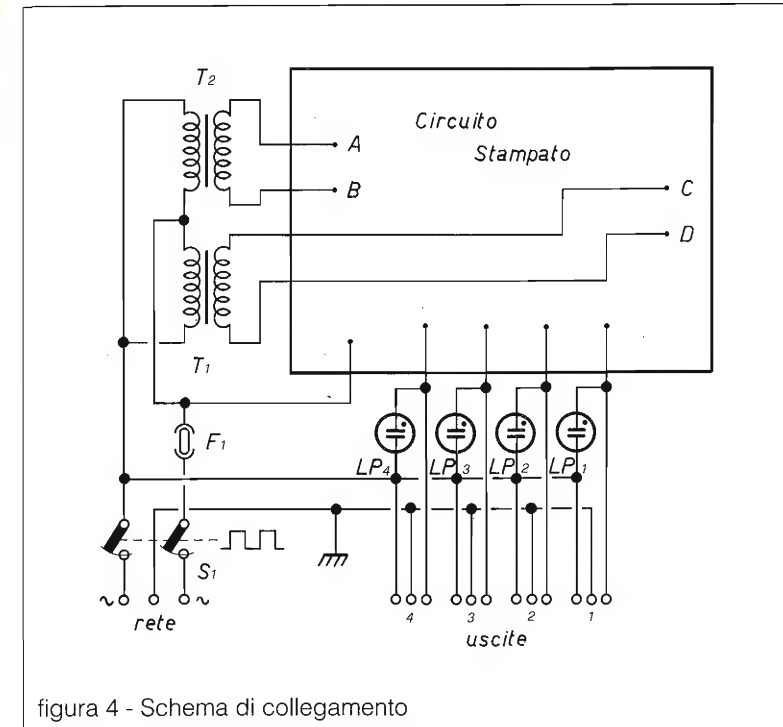 T2
A
Circuito
Stampato
B
C
D
T1
F1
LP4 LP3 LP2 LP1
S1
~ ~
rete
4 3 2 1
uscite
figura 4 - Schema di collegamento